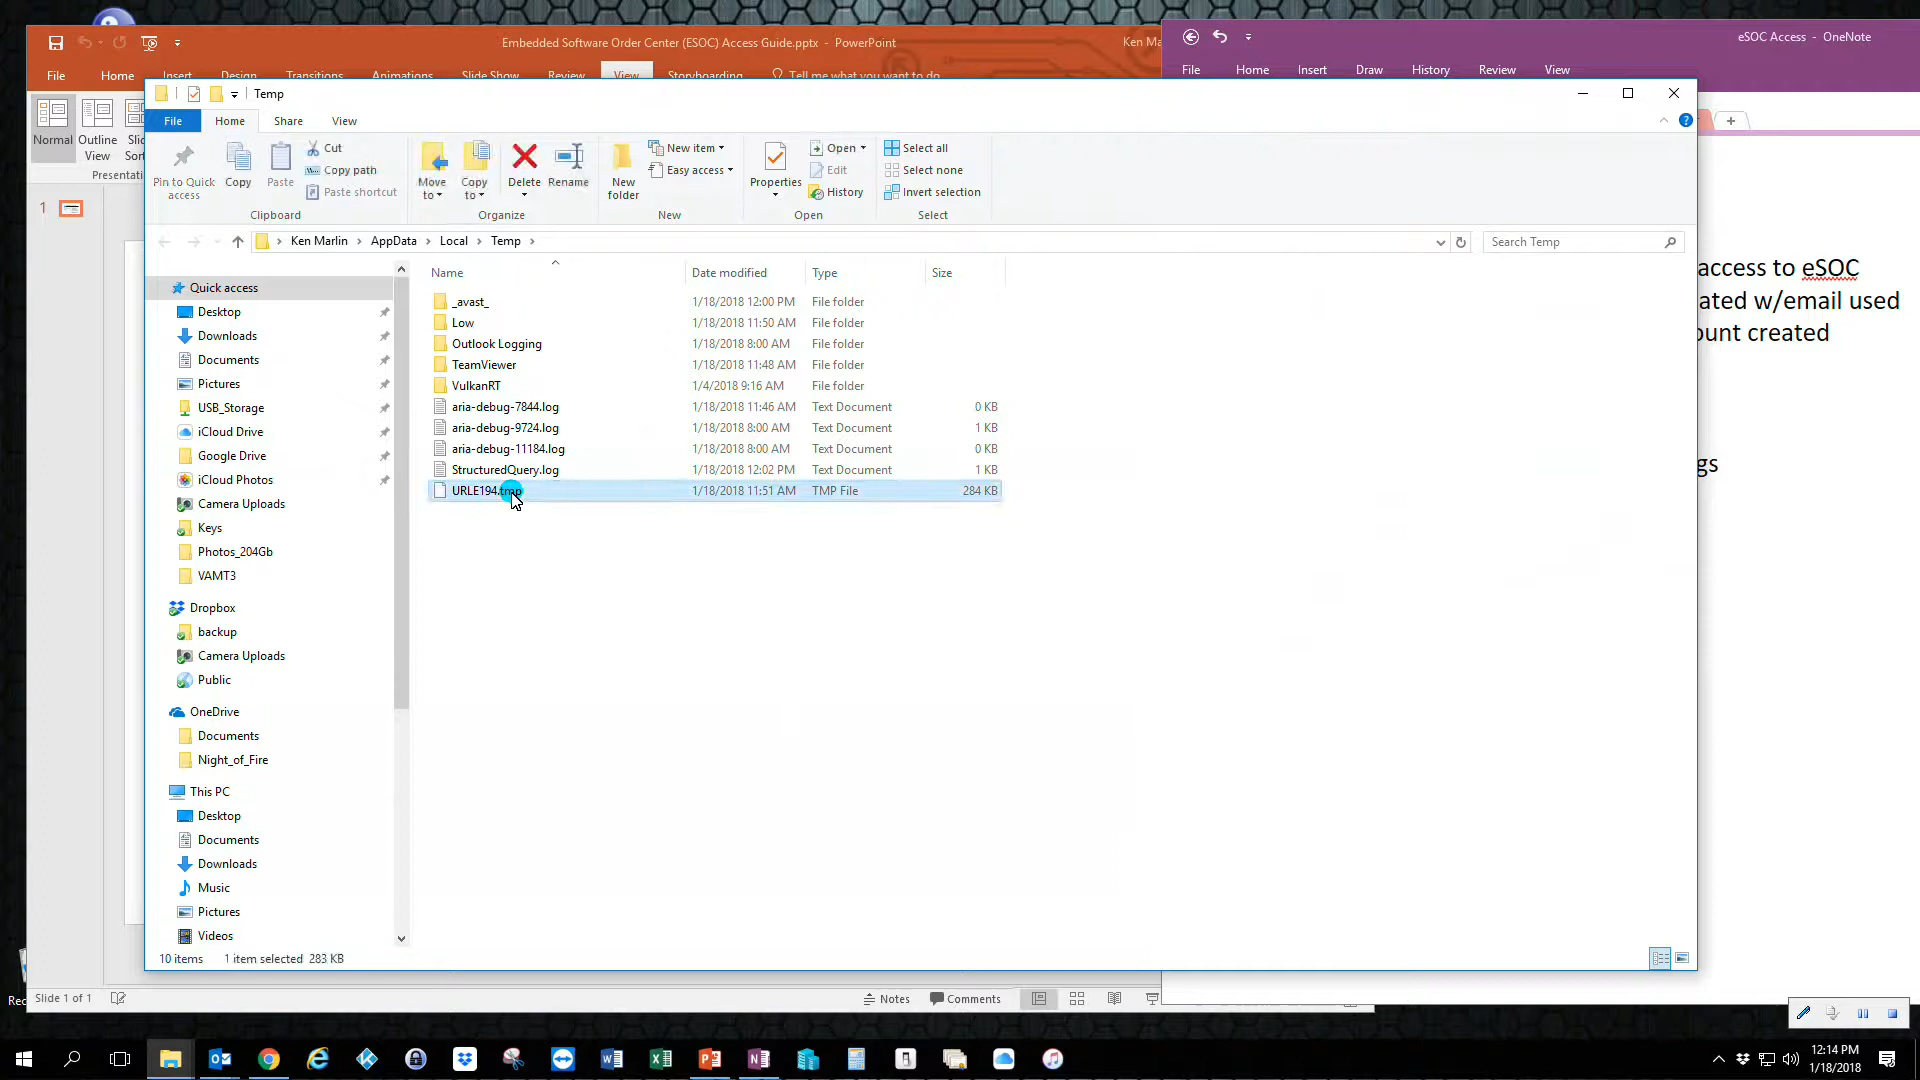 Embedded Software Order Center (ESOC) Access Guide.pptx - PowerPoint
Ken Ma
eSOC Access - OneNote
File Home Insert Design Transitions Animations Slide Show Review View Storyboarding Tell me what you want to do
File Home Insert Draw History Review View
Temp
File Home Share View
Normal
Outline View
Presentati
Pin to Quick access
Copy
Paste
Cut
Copy path
Paste shortcut
Clipboard
Move to
Copy to
Delete
Rename
Organize
New folder
New item
Easy access
New
Properties
Open
Edit
History
Open
Select all
Select none
Invert selection
Select
1
Ken Marlin > AppData > Local > Temp >
Search Temp
Name Date modified Type Size
_avast_ 1/18/2018 12:00 PM File folder
Low 1/18/2018 11:50 AM File folder
Outlook Logging 1/18/2018 8:00 AM File folder
TeamViewer 1/18/2018 11:48 AM File folder
VulkanRT 1/4/2018 9:16 AM File folder
aria-debug-7844.log 1/18/2018 11:46 AM Text Document 0 KB
aria-debug-9724.log 1/18/2018 8:00 AM Text Document 1 KB
aria-debug-11184.log 1/18/2018 8:00 AM Text Document 0 KB
StructuredQuery.log 1/18/2018 12:02 PM Text Document 1 KB
URLE194.tmp 1/18/2018 11:51 AM TMP File 284 KB
Quick access
Desktop
Downloads
Documents
Pictures
USB_Storage
iCloud Drive
Google Drive
iCloud Photos
Camera Uploads
Keys
Photos_204Gb
VAMT3
Dropbox
backup
Camera Uploads
Public
OneDrive
Documents
Night_of_Fire
This PC
Desktop
Documents
Downloads
Music
Pictures
Videos
access to eSOC
ated w/email used
ount created
gs
10 items 1 item selected 283 KB
Slide 1 of 1
Notes Comments
12:14 PM
1/18/2018